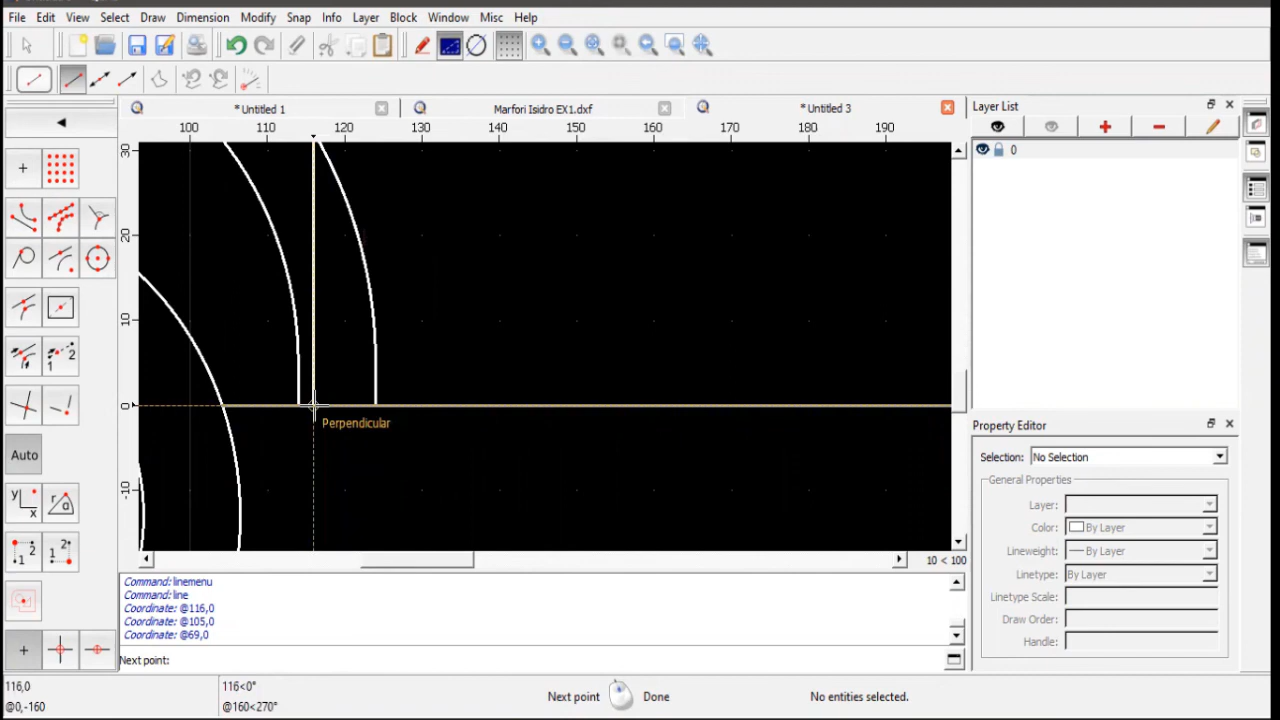 File Edit View Select Draw Dimension Modify Snap Info Layer Block Window Misc Help
* Untitled 1
Marfori Isidro EX1.dxf
* Untitled 3
Layer List
100 110 120 130 140 150 160 170 180 190
30
20
10
0
-10
0
Perpendicular
Auto
Property Editor
Selection: No Selection
General Properties
Layer:
Color: By Layer
Lineweight: By Layer
Linetype: By Layer
Linetype Scale:
Draw Order:
Handle:
10 < 100
Command: linemenu
Command: line
Coordinate: @116,0
Coordinate: @105,0
Coordinate: @69,0
Next point:
116,0
@0,-160
116<0°
@160<270°
Next point
Done
No entities selected.